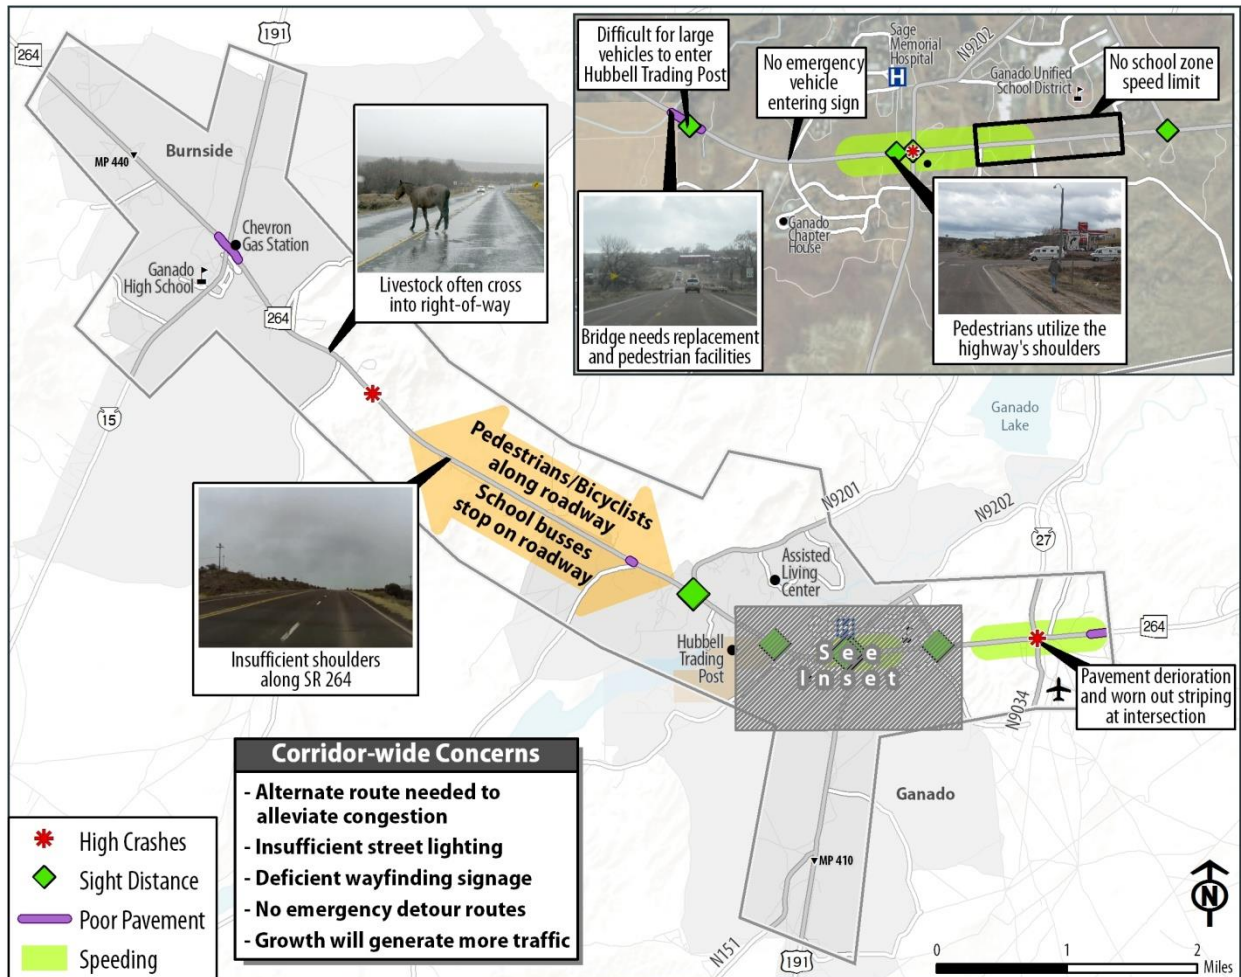 264
191
Burnside
MP 440
Chevron
Gas Station
Ganado
High School
264
15
Livestock often cross
into right-of-way
Difficult for large
vehicles to enter
Hubbell Trading Post
No emergency
vehicle
entering sign
Sage
Memorial
Hospital
H
N9202
Ganado Unified
School District
No school zone
speed limit
Ganado
Chapter
House
Bridge needs replacement
and pedestrian facilities
Pedestrians utilize the
highway's shoulders
Pedestrians/Bicyclists
along roadway
School busses
stop on roadway
Insufficient shoulders
along SR 264
Ganado
Lake
N9201
N9202
27
Assisted
Living
Center
264
Hubbell
Trading
Post
See
Inset
N9034
Pavement derioration
and worn out striping
at intersection
Ganado
MP 410
N151
191
Corridor-wide Concerns
- Alternate route needed to
alleviate congestion
- Insufficient street lighting
- Deficient wayfinding signage
- No emergency detour routes
- Growth will generate more traffic
High Crashes
Sight Distance
Poor Pavement
Speeding
N
0 1 2
Miles